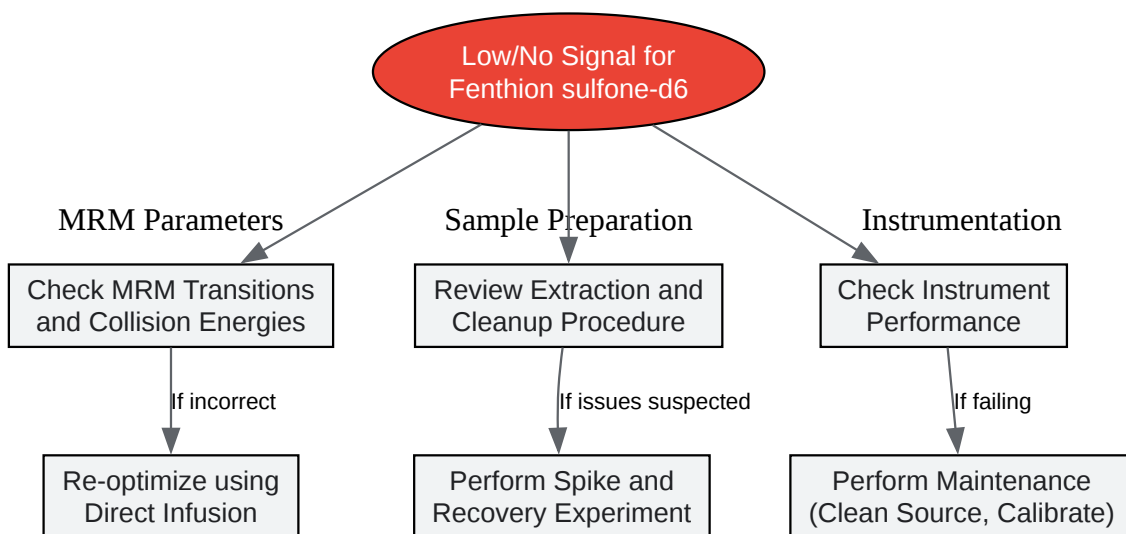 Low/No Signal for
Fenthion sulfone-d6
MRM Parameters
Sample Preparation
Instrumentation
Check MRM Transitions
and Collision Energies
Review Extraction and
Cleanup Procedure
Check Instrument
Performance
If incorrect
If issues suspected
If failing
Re-optimize using
Direct Infusion
Perform Spike and
Recovery Experiment
Perform Maintenance
(Clean Source, Calibrate)